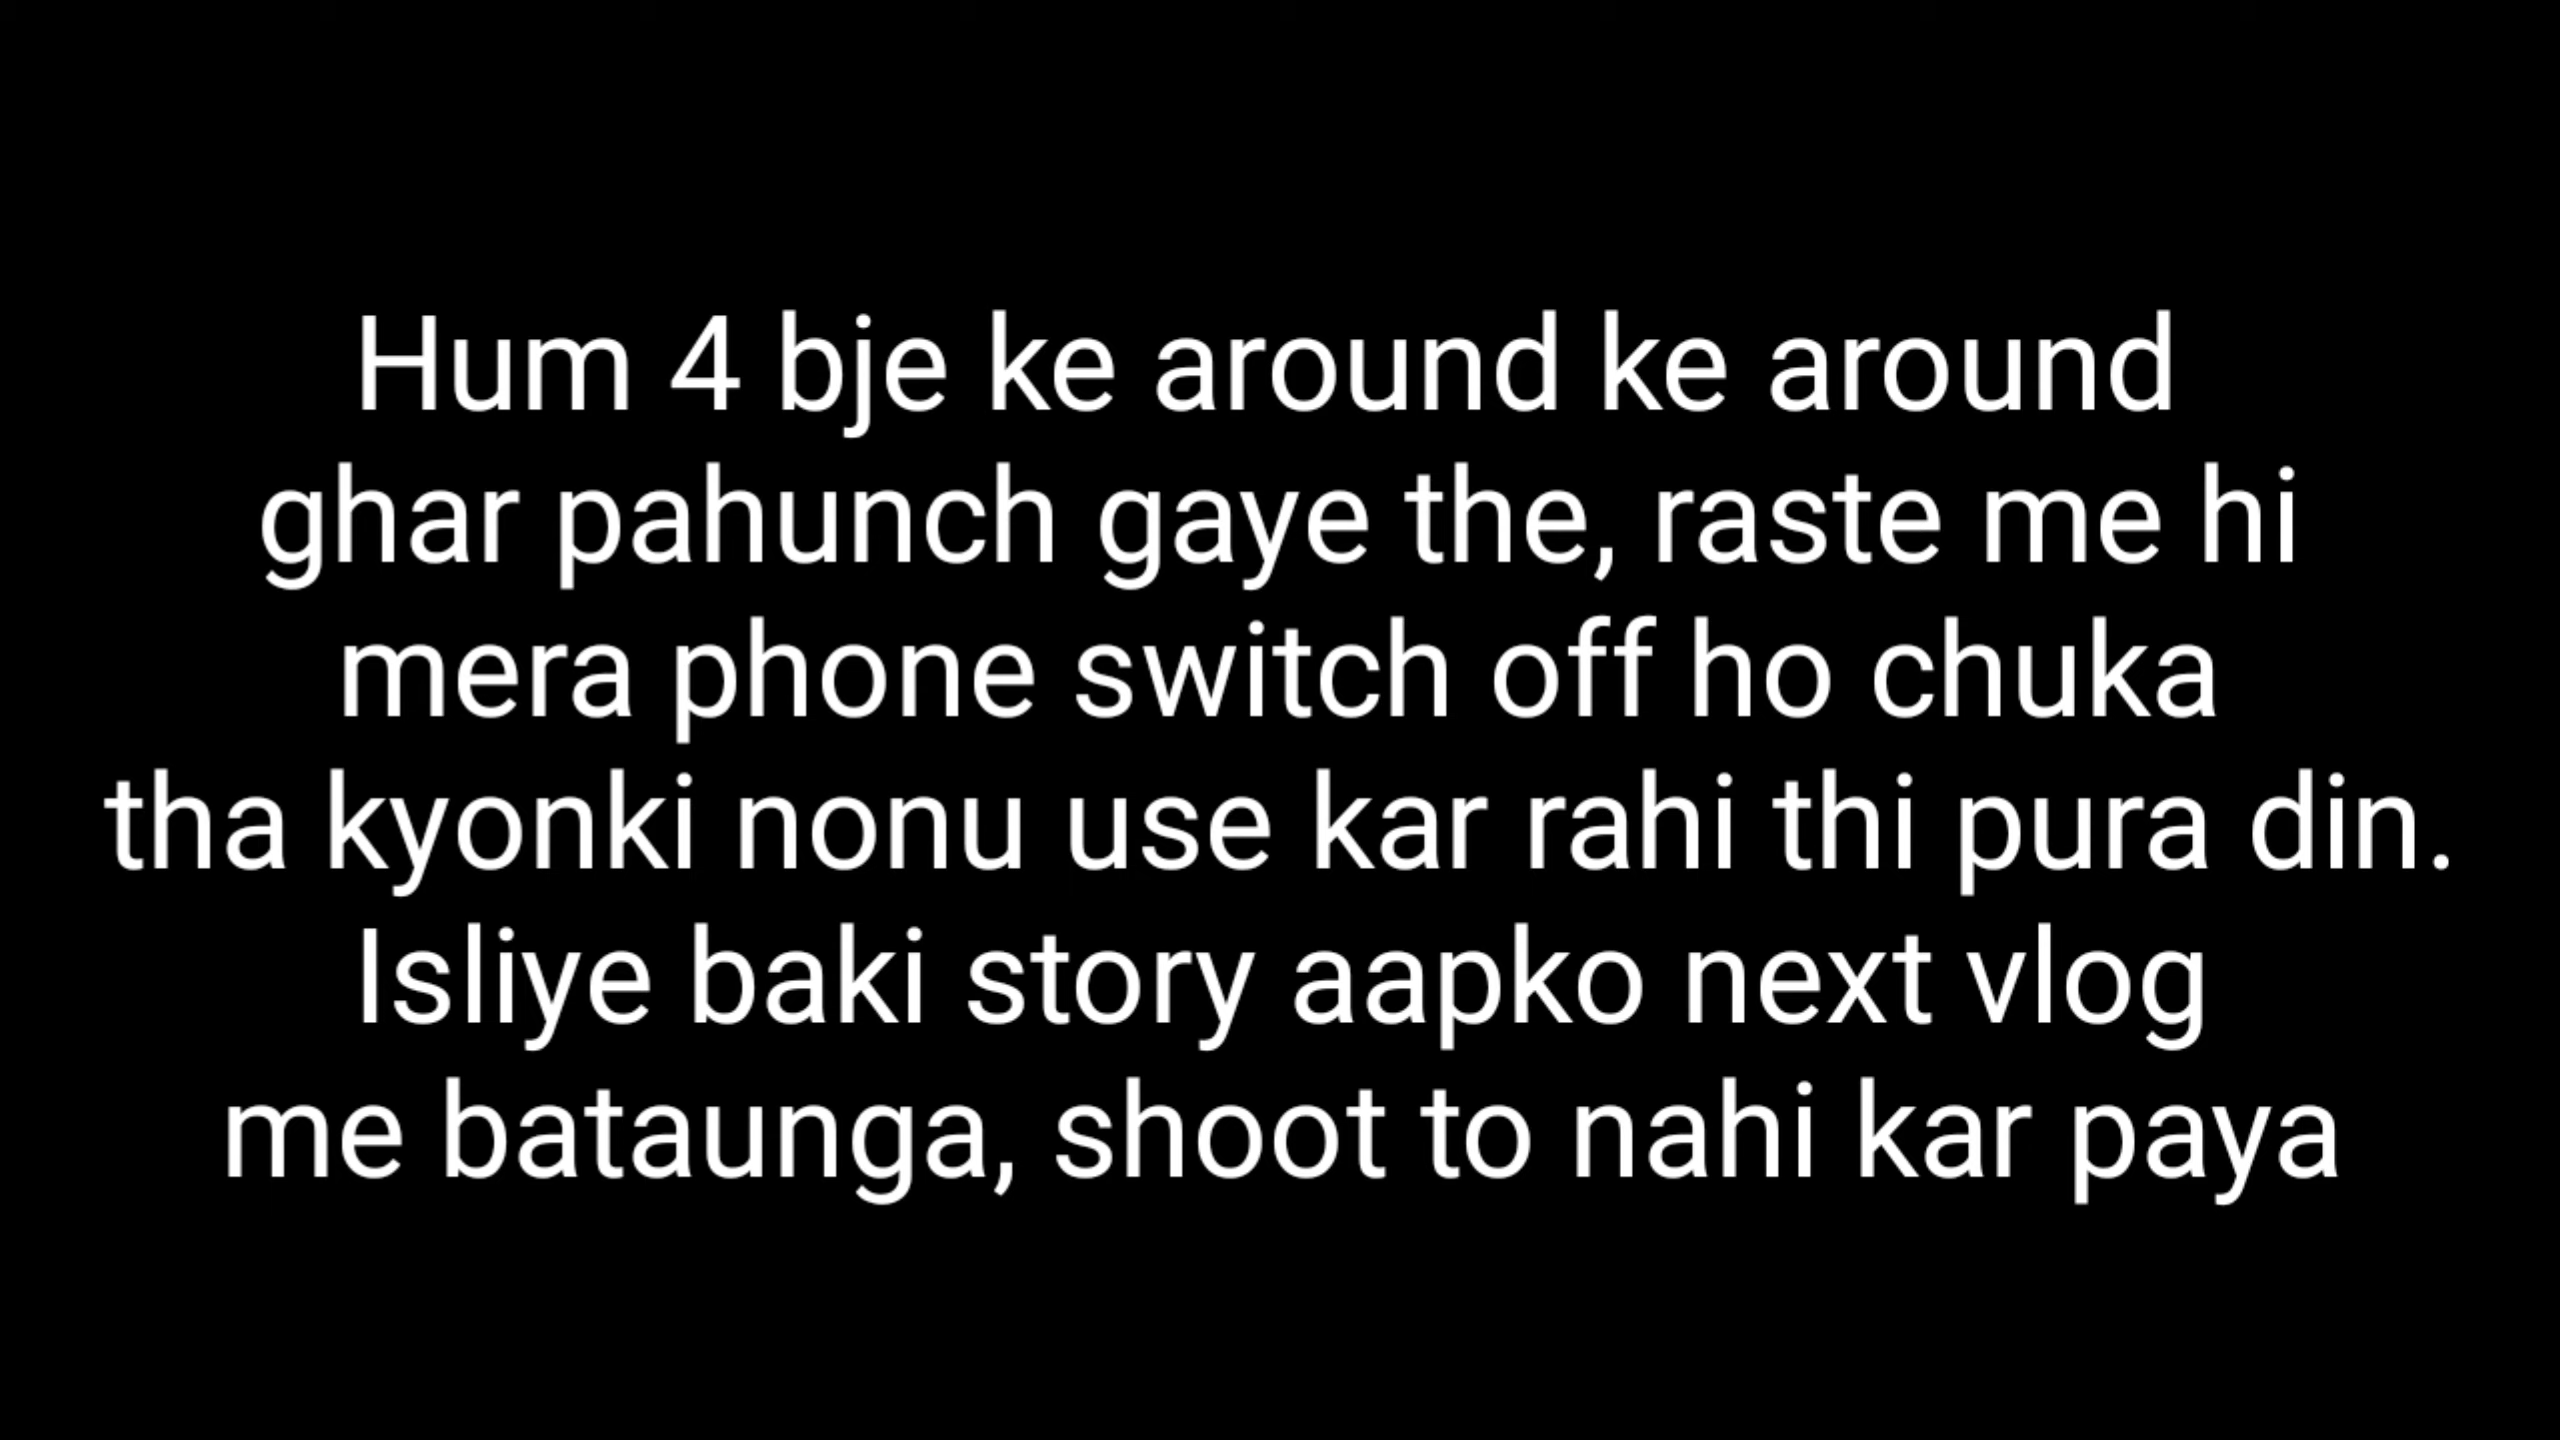 Hum 4 bje ke around ke around
ghar pahunch gaye the, raste me hi
mera phone switch off ho chuka
tha kyonki nonu use kar rahi thi pura din.
Isliye baki story aapko next vlog
me bataunga, shoot to nahi kar paya